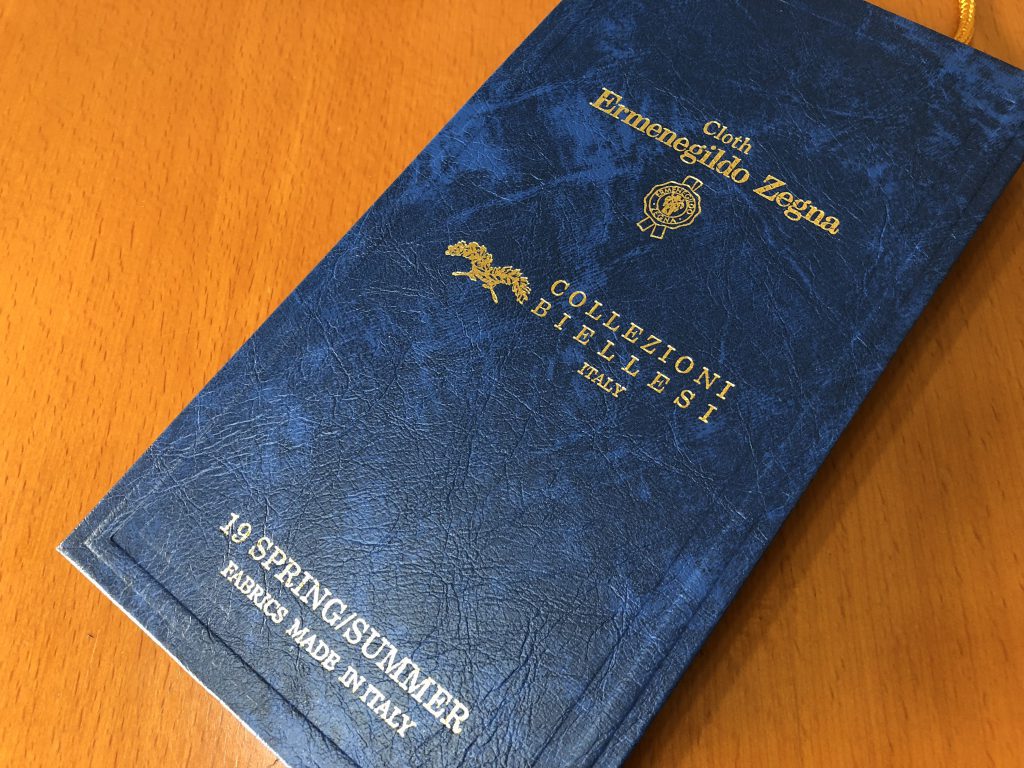 Cloth
Ermenegildo Zegna
COLLEZIONI
BIELLESI
ITALY
19 SPRING/SUMMER
FABRICS MADE IN ITALY